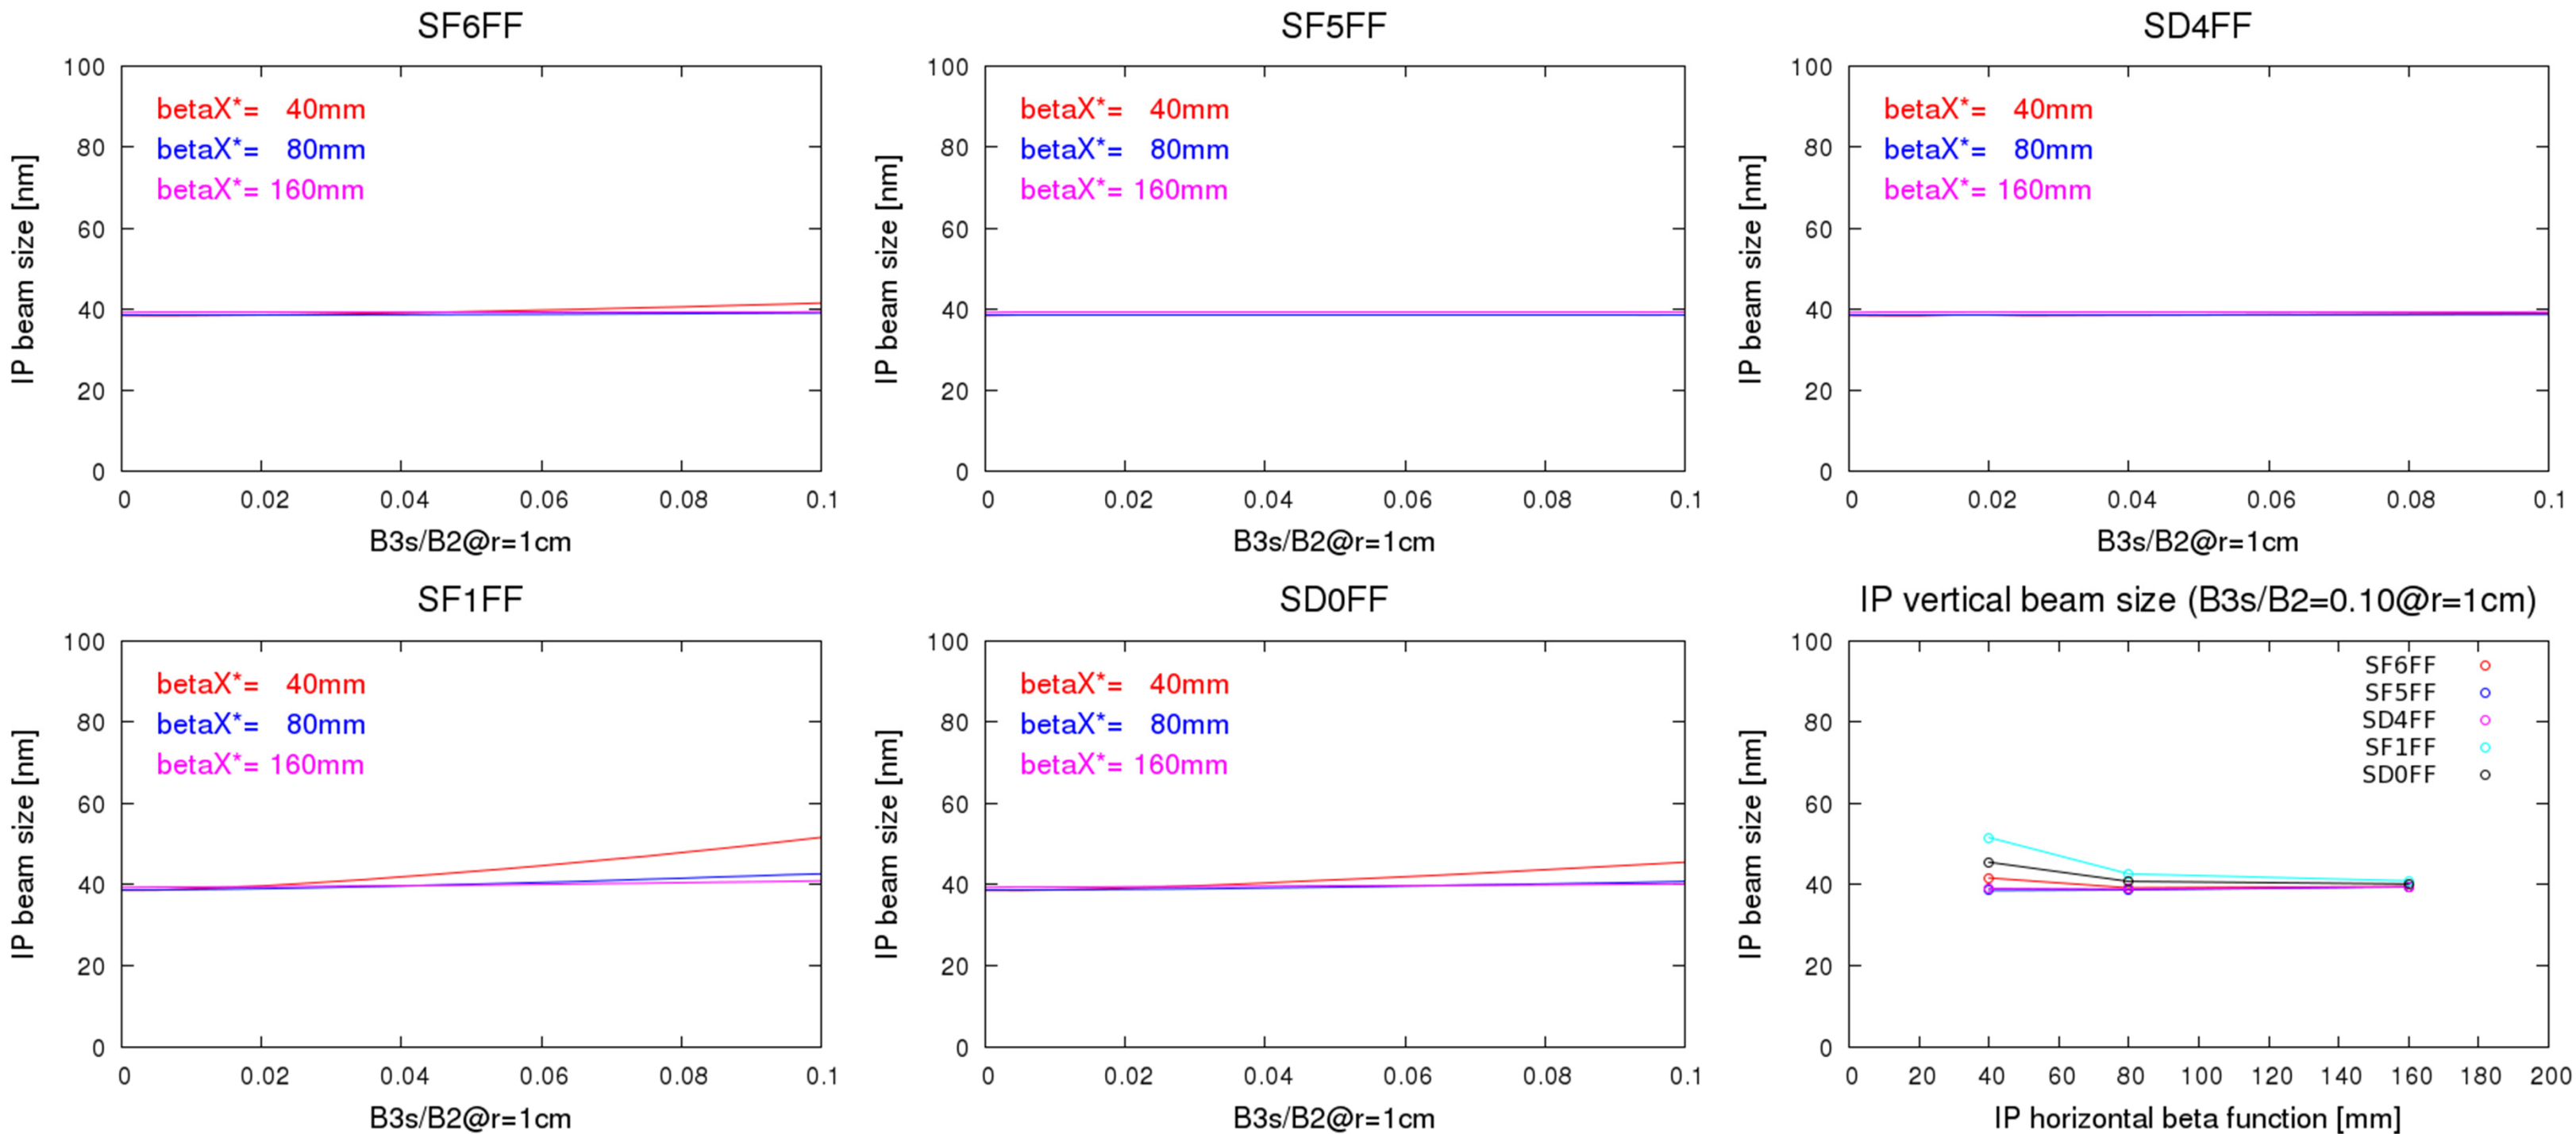 SF6FF
100
80
60
40
20
0
IP beam size [nm]
betaX*= 40mm
betaX*= 80mm
betaX*= 160mm
0 0.02 0.04 0.06 0.08 0.1
B3s/B2@r=1cm
SF5FF
100
80
60
40
20
0
IP beam size [nm]
betaX*= 40mm
betaX*= 80mm
betaX*= 160mm
0 0.02 0.04 0.06 0.08 0.1
B3s/B2@r=1cm
SD4FF
100
80
60
40
20
0
IP beam size [nm]
betaX*= 40mm
betaX*= 80mm
betaX*= 160mm
0 0.02 0.04 0.06 0.08 0.1
B3s/B2@r=1cm
SF1FF
100
80
60
40
20
0
IP beam size [nm]
betaX*= 40mm
betaX*= 80mm
betaX*= 160mm
0 0.02 0.04 0.06 0.08 0.1
B3s/B2@r=1cm
SD0FF
100
80
60
40
20
0
IP beam size [nm]
betaX*= 40mm
betaX*= 80mm
betaX*= 160mm
0 0.02 0.04 0.06 0.08 0.1
B3s/B2@r=1cm
IP vertical beam size (B3s/B2=0.10@r=1cm)
100
80
60
40
20
0
IP beam size [nm]
SF6FF
SF5FF
SD4FF
SF1FF
SD0FF
0 20 40 60 80 100 120 140 160 180 200
IP horizontal beta function [mm]